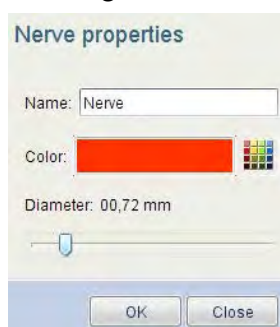 Nerve properties
Name: Nerve
Color:
Diameter: 00,72 mm
OK Close